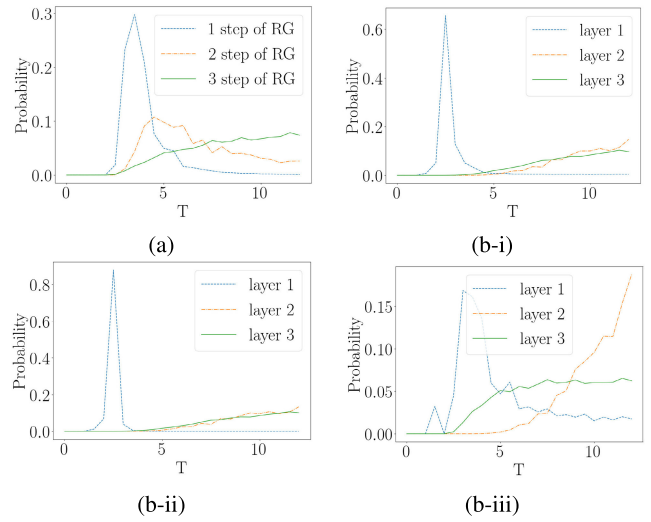 0.3
0.2
0.1
0.0
Probability
1 step of RG
2 step of RG
3 step of RG
0
5
10
T
(a)
0.6
0.4
0.2
0.0
Probability
layer 1
layer 2
layer 3
0
5
10
T
(b-i)
0.8
0.6
0.4
0.2
0.0
Probability
layer 1
layer 2
layer 3
0
5
10
T
(b-ii)
0.15
0.10
0.05
0.00
Probability
layer 1
layer 2
layer 3
0
5
10
T
(b-iii)